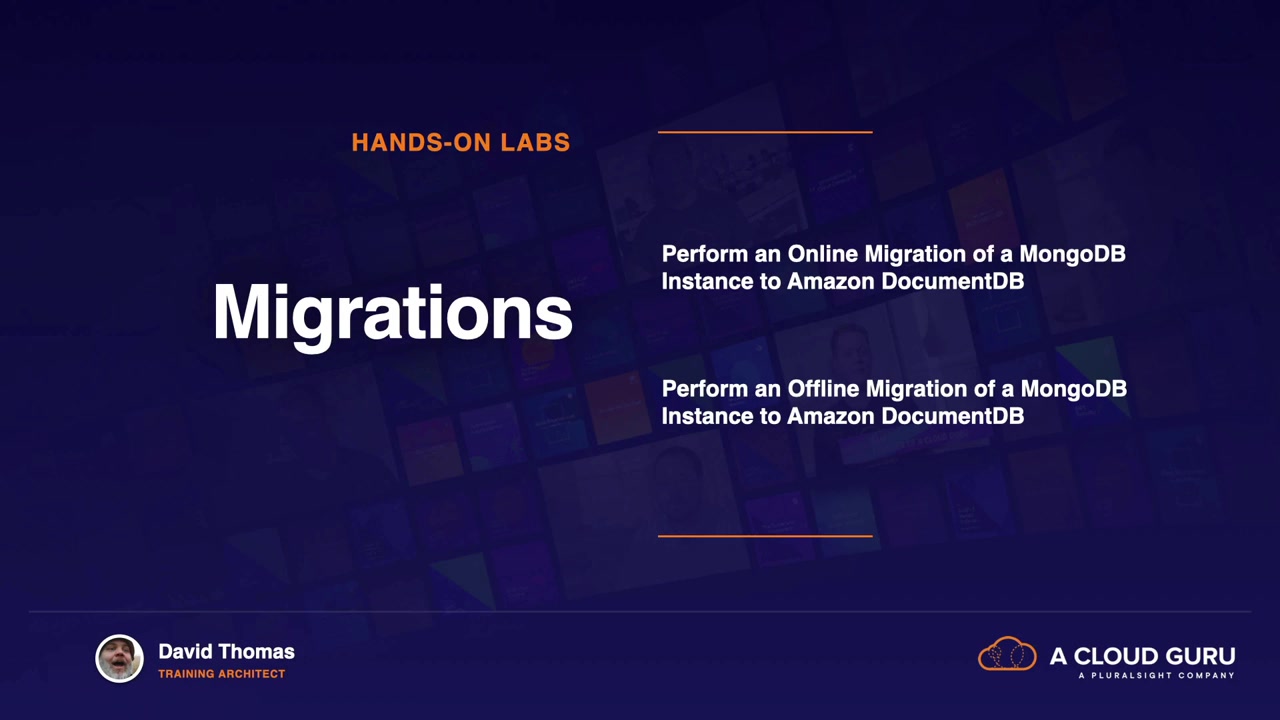 HANDS-ON LABS
Migrations
Perform an Online Migration of a MongoDB
Instance to Amazon DocumentDB
Perform an Offline Migration of a MongoDB
Instance to Amazon DocumentDB
David Thomas
TRAINING ARCHITECT
A CLOUD GURU
A PLURALSIGHT COMPANY